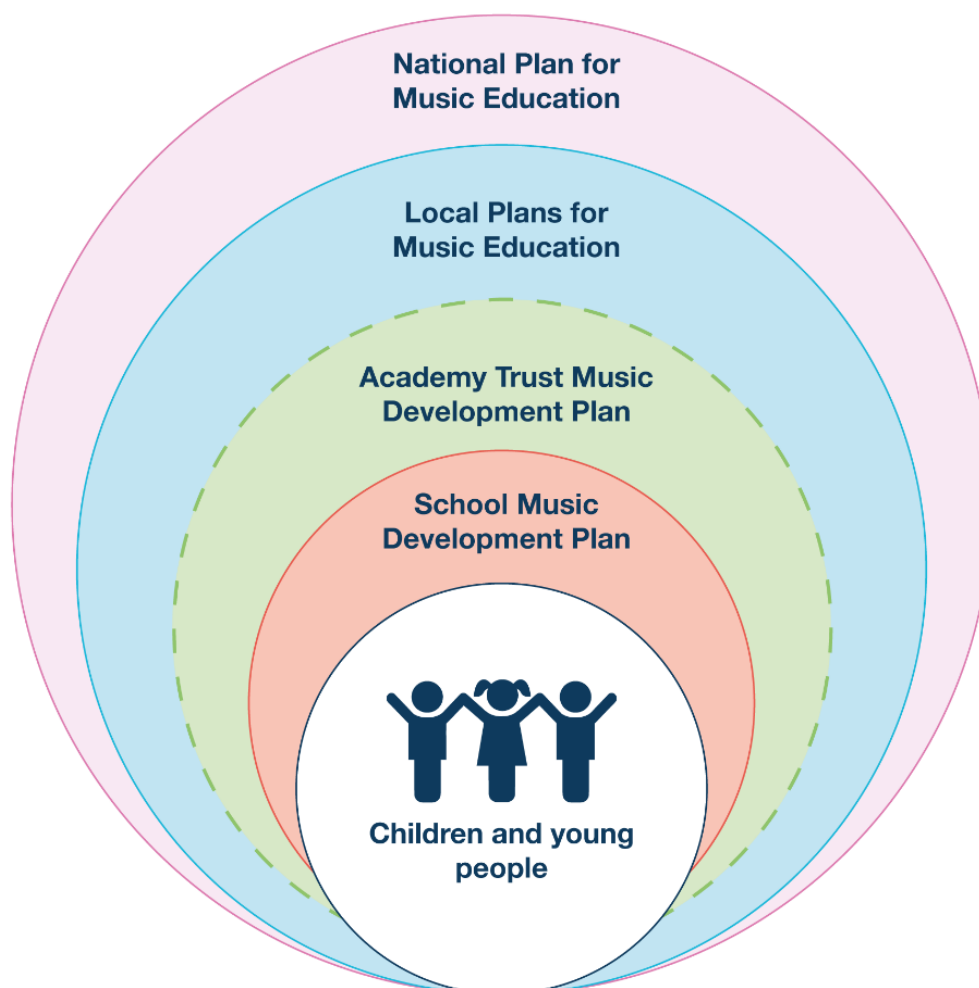 National Plan for
Music Education
Local Plans for
Music Education
Academy Trust Music
Development Plan
School Music
Development Plan
Children and young
people